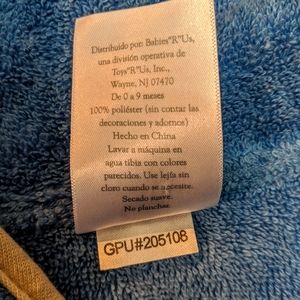 Distribuido por: Babies"R"Us,
una división operativa de
Toys"R"Us, Inc.,
Wayne, NJ 07470
De 0 a 9 meses
100% poliéster (sin contar las
decoraciones y adornos)
Hecho en China
Lavar a máquina en
agua tibia con colores
parecidos. Use lejía sin
cloro cuando se necesite.
Secado suave.
No planchar.
GPU#205108